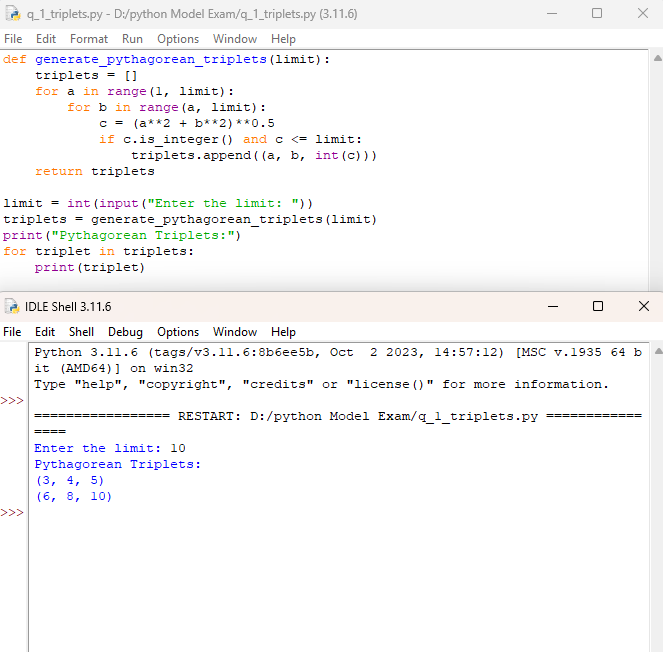 q_1_triplets.py - D:/python Model Exam/q_1_triplets.py (3.11.6)
File Edit Format Run Options Window Help
def generate_pythagorean_triplets(limit):
    triplets = []
    for a in range(1, limit):
        for b in range(a, limit):
            c = (a**2 + b**2)**0.5
            if c.is_integer() and c <= limit:
                triplets.append((a, b, int(c)))
    return triplets

limit = int(input("Enter the limit: "))
triplets = generate_pythagorean_triplets(limit)
print("Pythagorean Triplets:")
for triplet in triplets:
    print(triplet)
IDLE Shell 3.11.6
File Edit Shell Debug Options Window Help
Python 3.11.6 (tags/v3.11.6:8b6ee5b, Oct  2 2023, 14:57:12) [MSC v.1935 64 b
it (AMD64)] on win32
Type "help", "copyright", "credits" or "license()" for more information.
>>>
================= RESTART: D:/python Model Exam/q_1_triplets.py ============
====
Enter the limit: 10
Pythagorean Triplets:
(3, 4, 5)
(6, 8, 10)
>>>